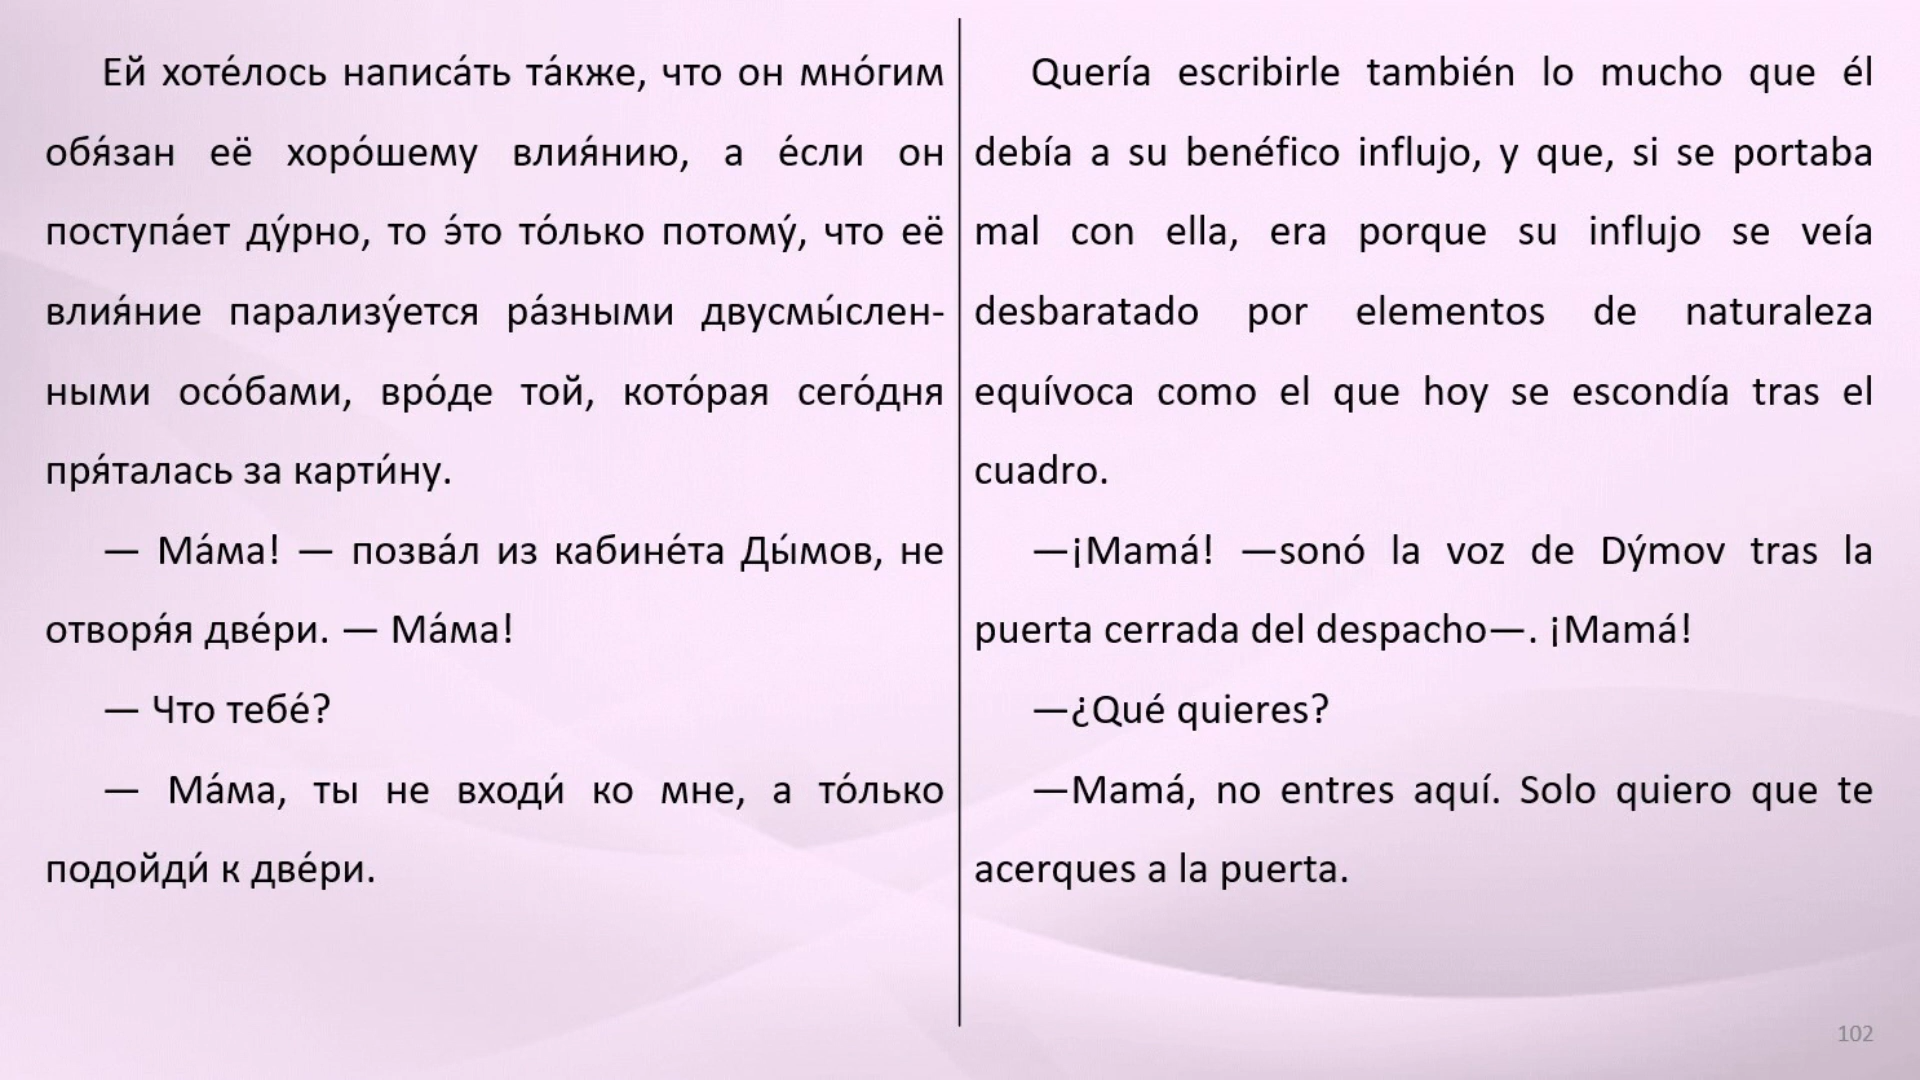 Ей хоте́лось написа́ть та́кже, что он мно́гим
обя́зан её хоро́шему влия́нию, а е́сли он
поступа́ет ду́рно, то э́то то́лько потому́, что её
влия́ние парализу́ется ра́зными двусмы́слен-
ными осо́бами, вро́де той, кото́рая сего́дня
пря́талась за карти́ну.
— Ма́ма! — позва́л из кабине́та Ды́мов, не
отворя́я две́ри. — Ма́ма!
— Что тебе́?
— Ма́ма, ты не входи́ ко мне, а то́лько
подойди́ к две́ри.
Quería escribirle también lo mucho que él
debía a su benéfico influjo, y que, si se portaba
mal con ella, era porque su influjo se veía
desbaratado por elementos de naturaleza
equívoca como el que hoy se escondía tras el
cuadro.
—¡Mamá! —sonó la voz de Dýmov tras la
puerta cerrada del despacho—. ¡Mamá!
—¿Qué quieres?
—Mamá, no entres aquí. Solo quiero que te
acerques a la puerta.
102